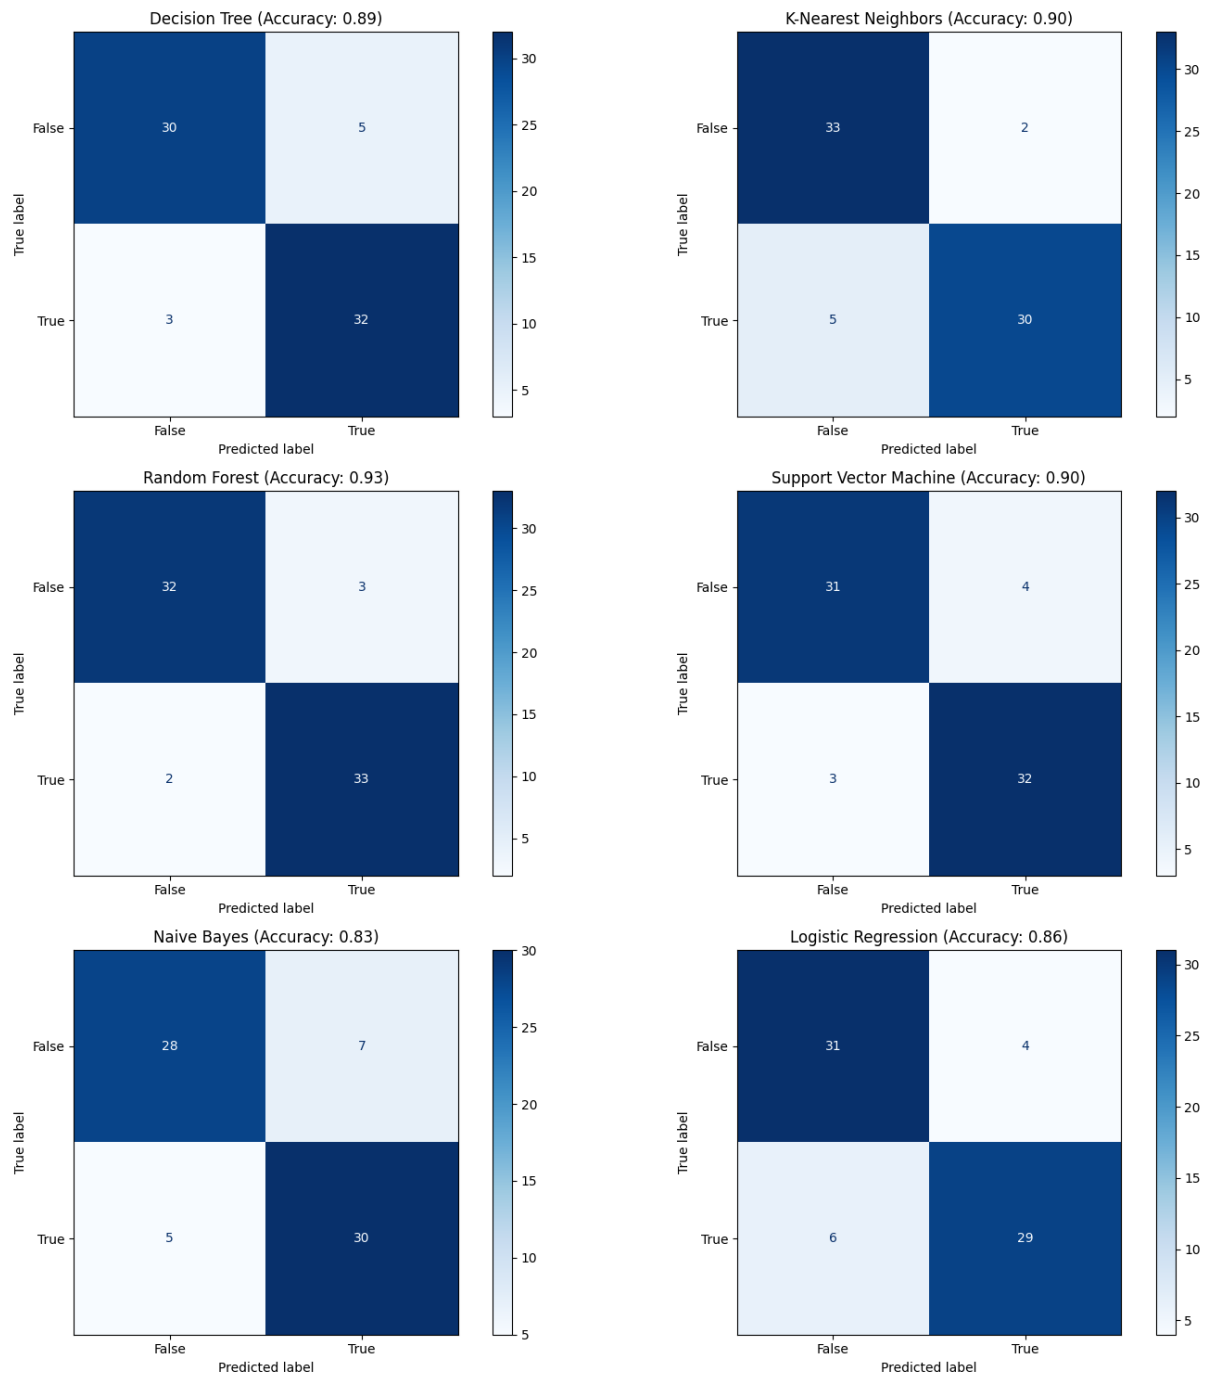 Decision Tree (Accuracy: 0.89)
30
25
20
15
10
5
False
30
5
True
3
32
True label
False
True
Predicted label
K-Nearest Neighbors (Accuracy: 0.90)
30
25
20
15
10
5
False
33
2
True
5
30
True label
False
True
Predicted label
Random Forest (Accuracy: 0.93)
30
25
20
15
10
5
False
32
3
True
2
33
True label
False
True
Predicted label
Support Vector Machine (Accuracy: 0.90)
30
25
20
15
10
5
False
31
4
True
3
32
True label
False
True
Predicted label
Naive Bayes (Accuracy: 0.83)
30
25
20
15
10
5
False
28
7
True
5
30
True label
False
True
Predicted label
Logistic Regression (Accuracy: 0.86)
30
25
20
15
10
5
False
31
4
True
6
29
True label
False
True
Predicted label